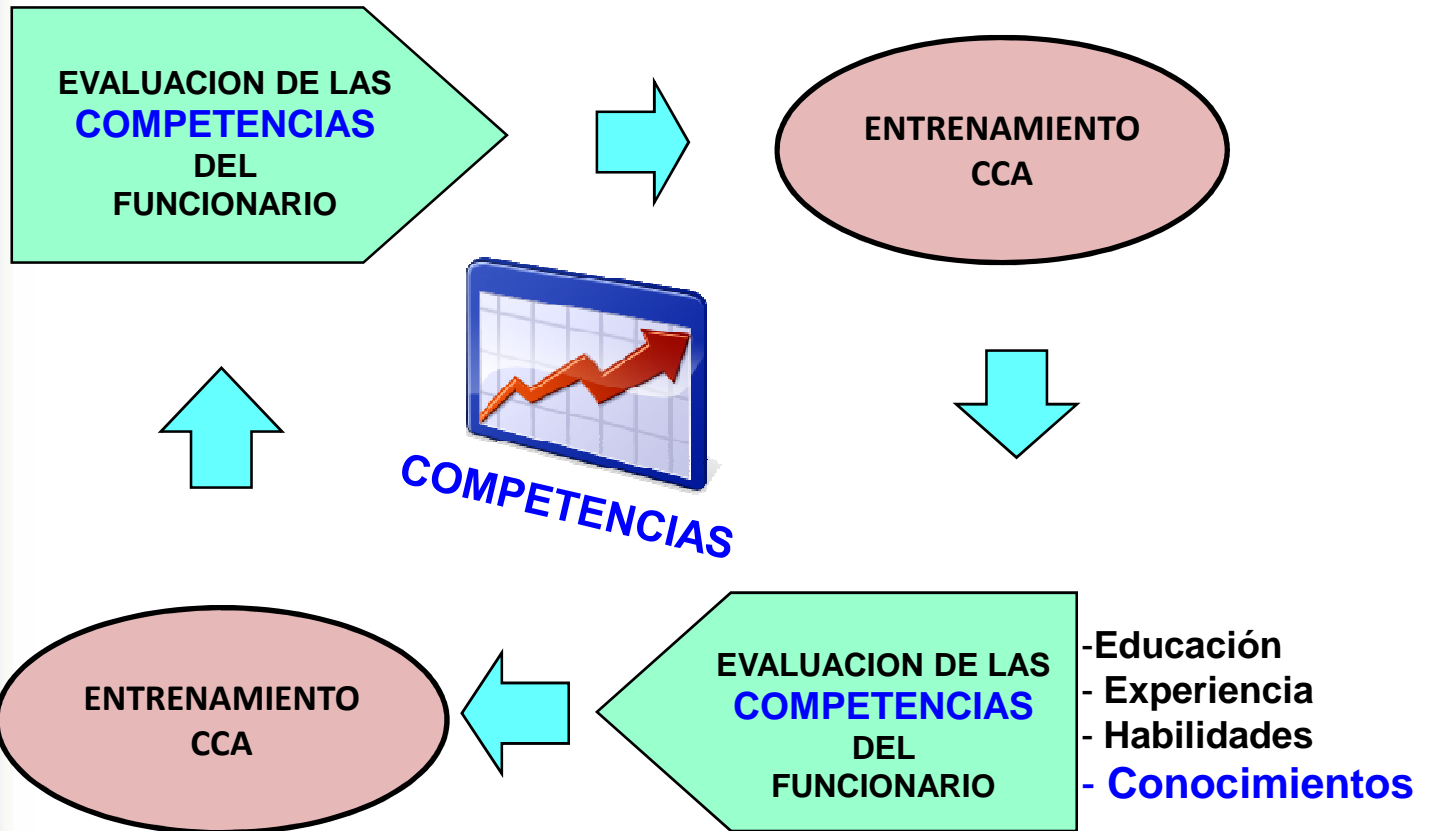 EVALUACION DE LAS
COMPETENCIAS
DEL
FUNCIONARIO
ENTRENAMIENTO
CCA
COMPETENCIAS
ENTRENAMIENTO
CCA
EVALUACION DE LAS
COMPETENCIAS
DEL
FUNCIONARIO
-Educación
- Experiencia
- Habilidades
- Conocimientos